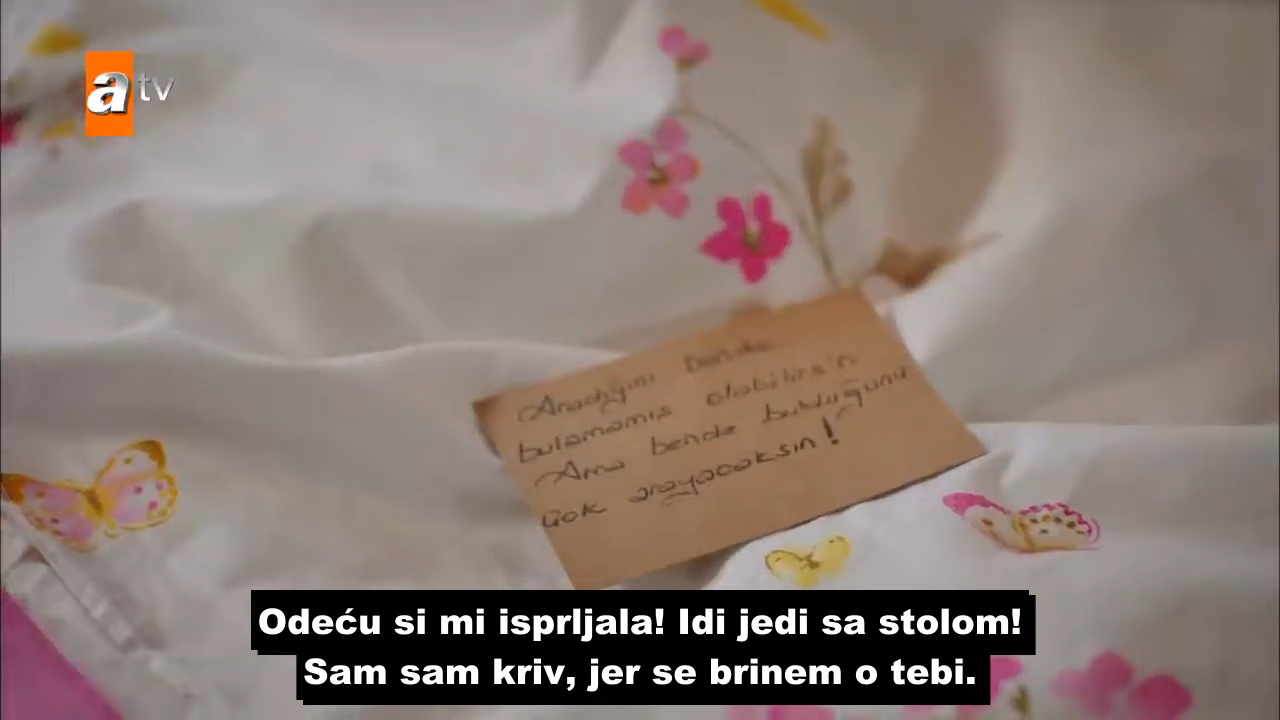 atv
Aradığını bende
bulamamış olabilirsin
Ama bende bulduğunu
çok arayacaksın!
Odeću si mi isprljala! Idi jedi sa stolom!
Sam sam kriv, jer se brinem o tebi.